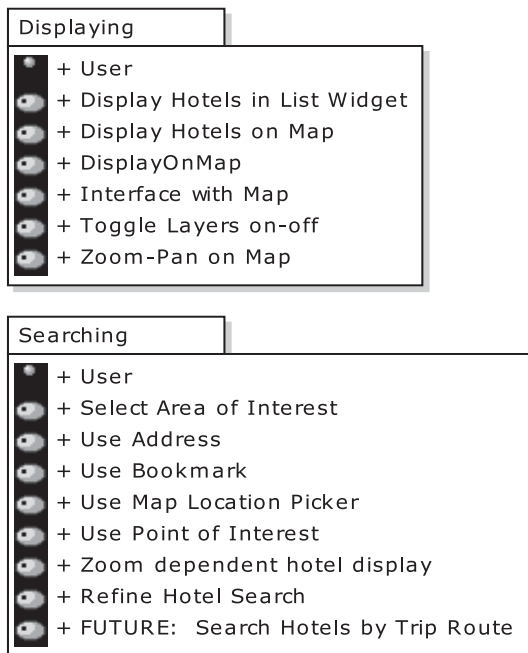 Displaying
+ User
+ Display Hotels in List Widget
+ Display Hotels on Map
+ DisplayOnMap
+ Interface with Map
+ Toggle Layers on-off
+ Zoom-Pan on Map
Searching
+ User
+ Select Area of Interest
+ Use Address
+ Use Bookmark
+ Use Map Location Picker
+ Use Point of Interest
+ Zoom dependent hotel display
+ Refine Hotel Search
+ FUTURE: Search Hotels by Trip Route